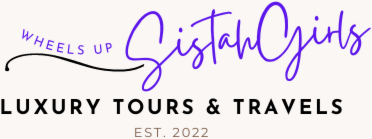 WHEELS UP
SistahGirls
LUXURY TOURS & TRAVELS
EST. 2022